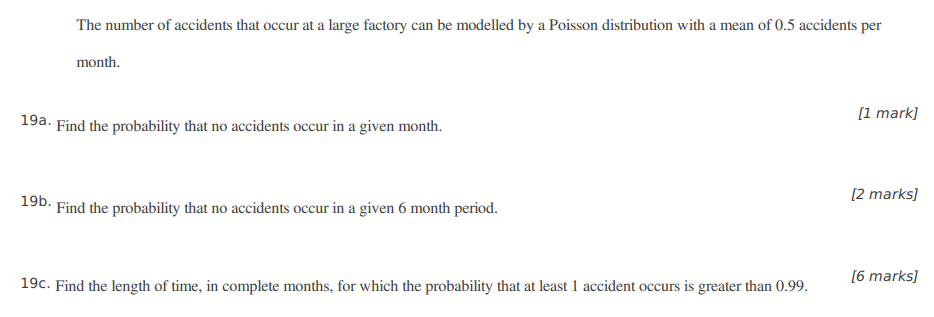 The number of accidents that occur at a large factory can be modelled by a Poisson distribution with a mean of 0.5 accidents per
month.
19a. Find the probability that no accidents occur in a given month. [1 mark]
19b. Find the probability that no accidents occur in a given 6 month period. [2 marks]
19c. Find the length of time, in complete months, for which the probability that at least 1 accident occurs is greater than 0.99. [6 marks]